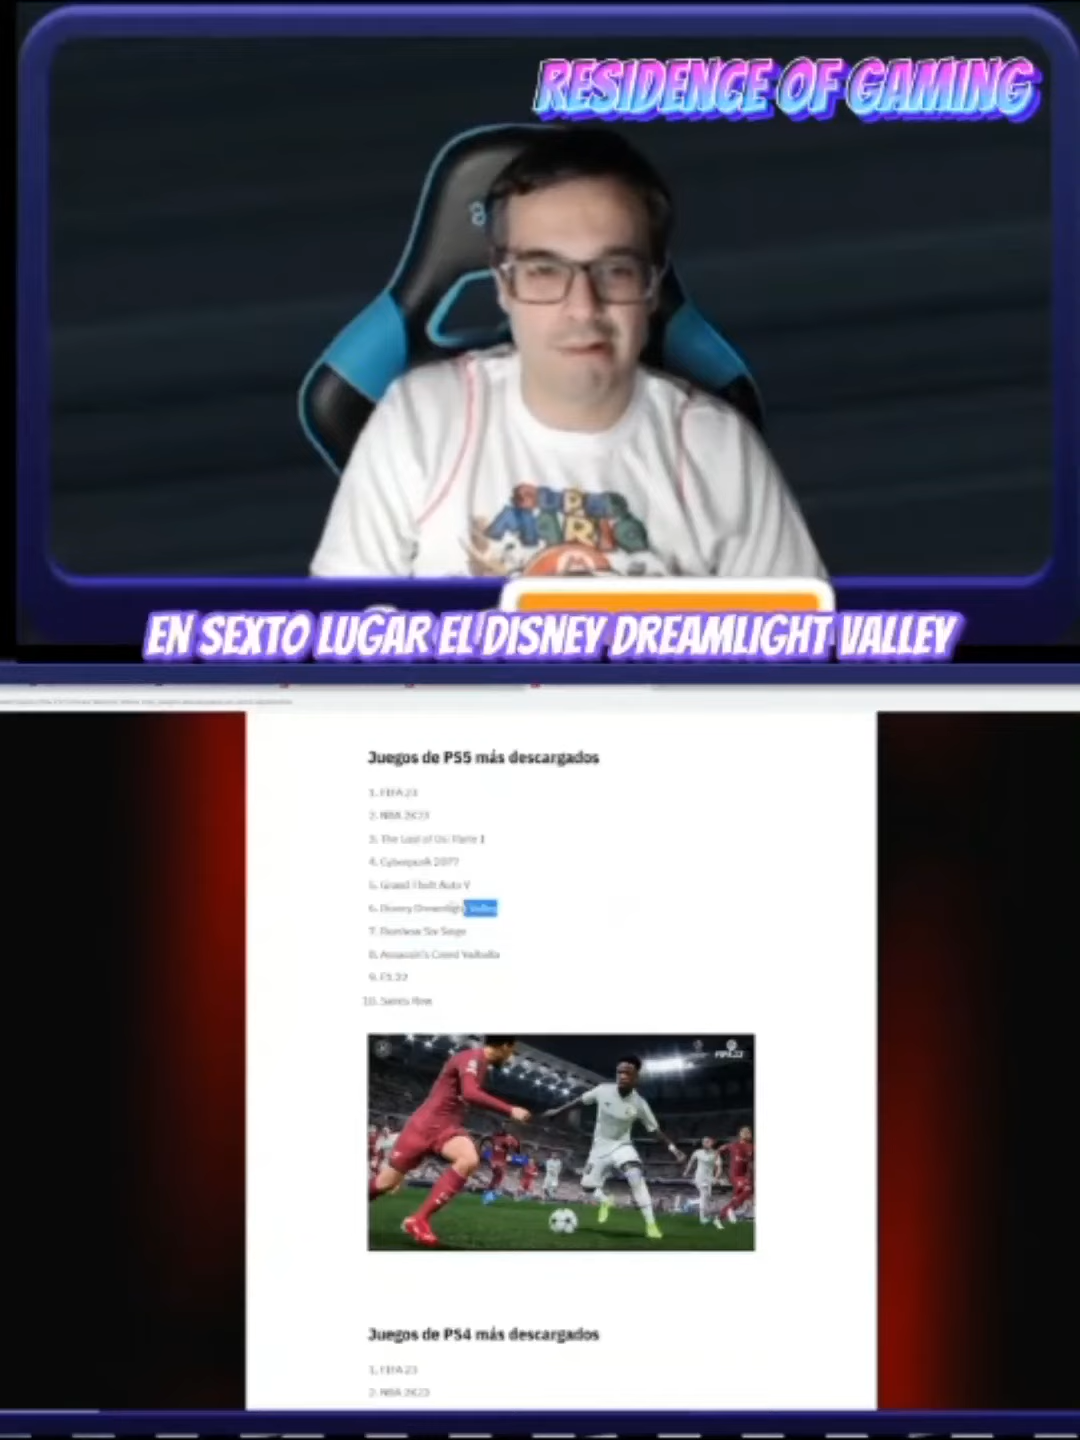 RESIDENCE OF GAMING
8
SUPER
MARIO
EN SEXTO LUGAR EL DISNEY DREAMLIGHT VALLEY
Juegos de PS5 más descargados
1. FIFA 23
2. NBA 2K23
3. The Last of Us: Parte I
4. Cyberpunk 2077
5. Grand Theft Auto V
6. Disney Dreamlight Valley
7. Rainbow Six Siege
8. Assassin's Creed Valhalla
9. F1 22
10. Saints Row
Juegos de PS4 más descargados
1. FIFA 23
2. NBA 2K23